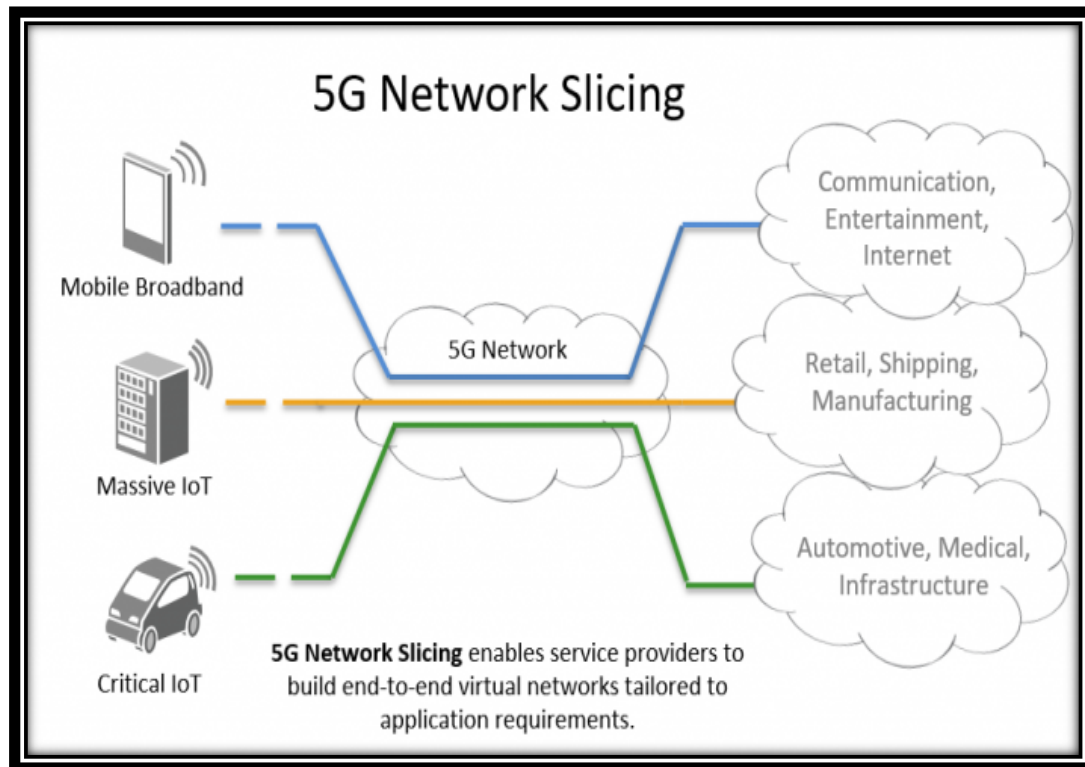 5G Network Slicing
Mobile Broadband
Massive IoT
Critical IoT
5G Network
Communication,
Entertainment,
Internet
Retail, Shipping,
Manufacturing
Automotive, Medical,
Infrastructure
5G Network Slicing enables service providers to
build end-to-end virtual networks tailored to
application requirements.